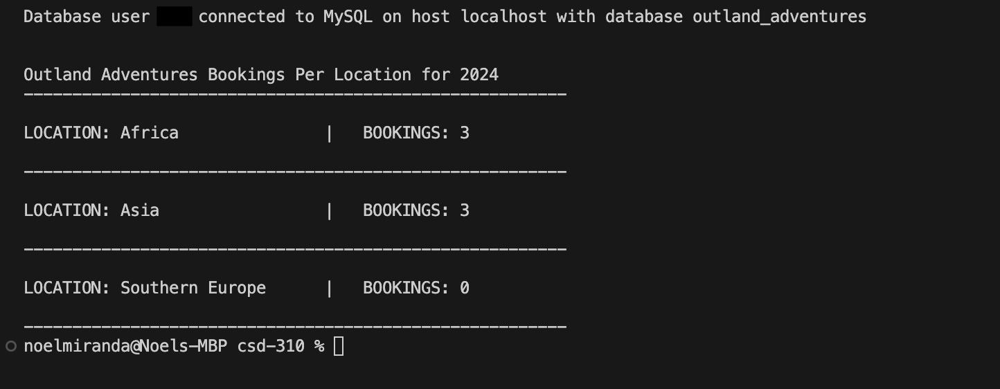 Database user connected to MySQL on host localhost with database outland_adventures
Outland Adventures Bookings Per Location for 2024
--------------------------------------------------------
LOCATION: Africa | BOOKINGS: 3
--------------------------------------------------------
LOCATION: Asia | BOOKINGS: 3
--------------------------------------------------------
LOCATION: Southern Europe | BOOKINGS: 0
--------------------------------------------------------
noelmiranda@Noels-MBP csd-310 %